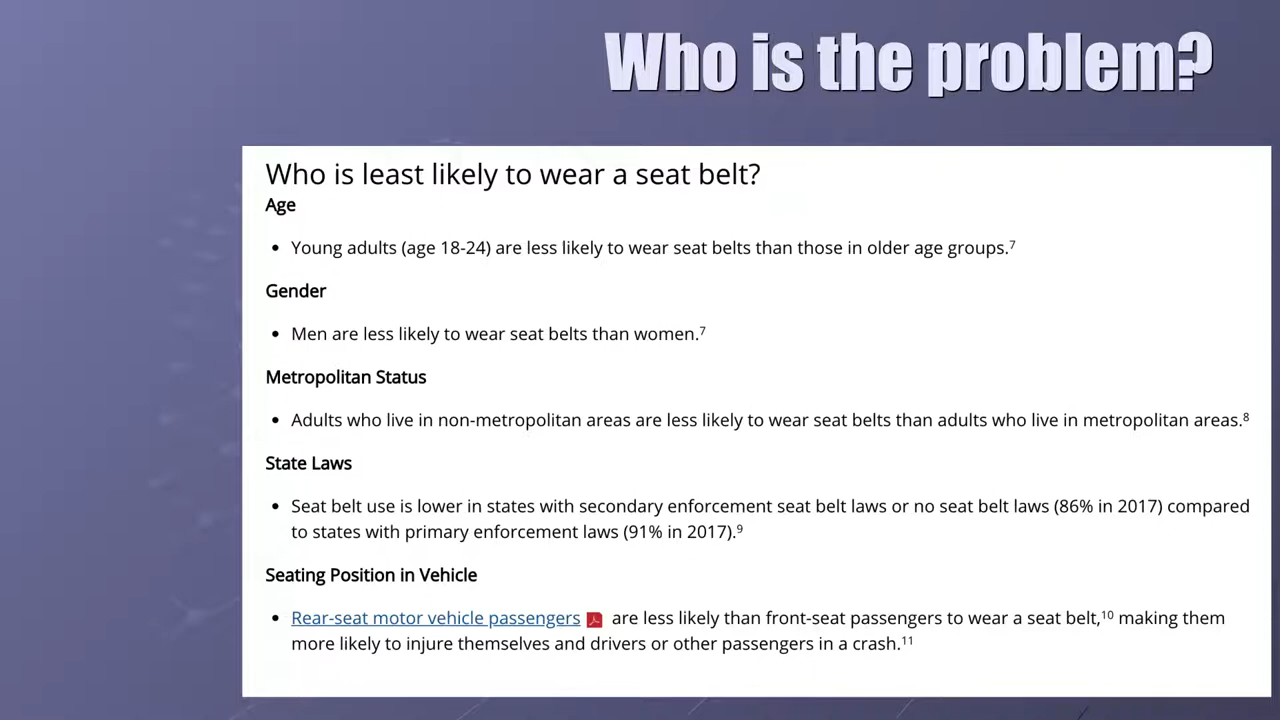 Who is the problem?
Who is least likely to wear a seat belt?
Age
• Young adults (age 18-24) are less likely to wear seat belts than those in older age groups.⁷
Gender
• Men are less likely to wear seat belts than women.⁷
Metropolitan Status
• Adults who live in non-metropolitan areas are less likely to wear seat belts than adults who live in metropolitan areas.⁸
State Laws
• Seat belt use is lower in states with secondary enforcement seat belt laws or no seat belt laws (86% in 2017) compared
to states with primary enforcement laws (91% in 2017).⁹
Seating Position in Vehicle
• Rear-seat motor vehicle passengers are less likely than front-seat passengers to wear a seat belt,¹⁰ making them
more likely to injure themselves and drivers or other passengers in a crash.¹¹